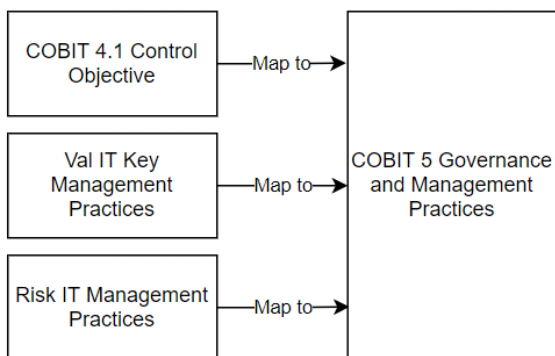 COBIT 4.1 Control
Objective
Map to
Val IT Key
Management
Practices
Map to
COBIT 5 Governance
and Management
Practices
Risk IT Management
Practices
Map to